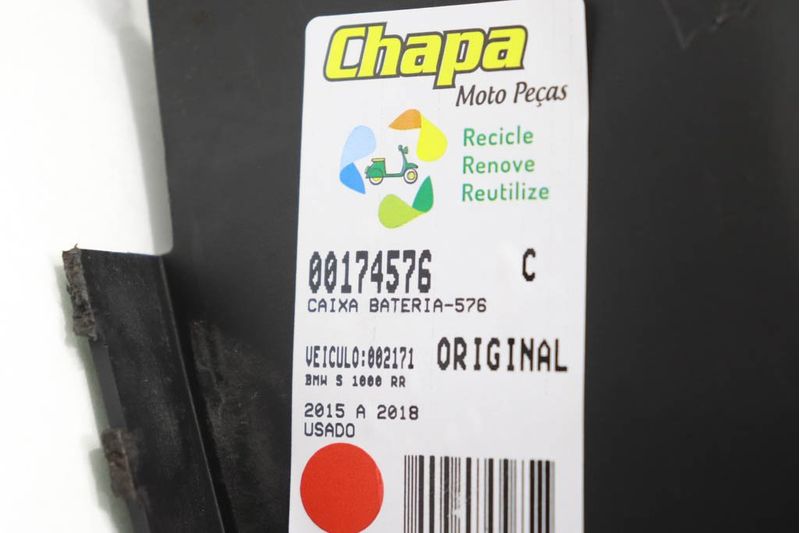 Chapa
Moto Peças
Recicle
Renove
Reutilize
00174576 C
CAIXA BATERIA-576
VEICULO:002171 ORIGINAL
BMW S 1000 RR
2015 A 2018
USADO